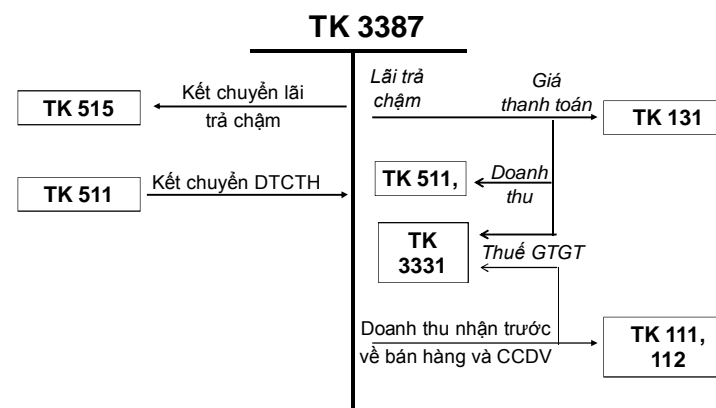 TK 3387
Lãi trả
chậm
Giá
thanh toán
Kết chuyển lãi
trả chậm
TK 515
TK 131
TK 511
Kết chuyển DTCTH
TK 511,
Doanh
thu
TK
3331
Thuế GTGT
Doanh thu nhận trước
về bán hàng và CCDV
TK 111,
112